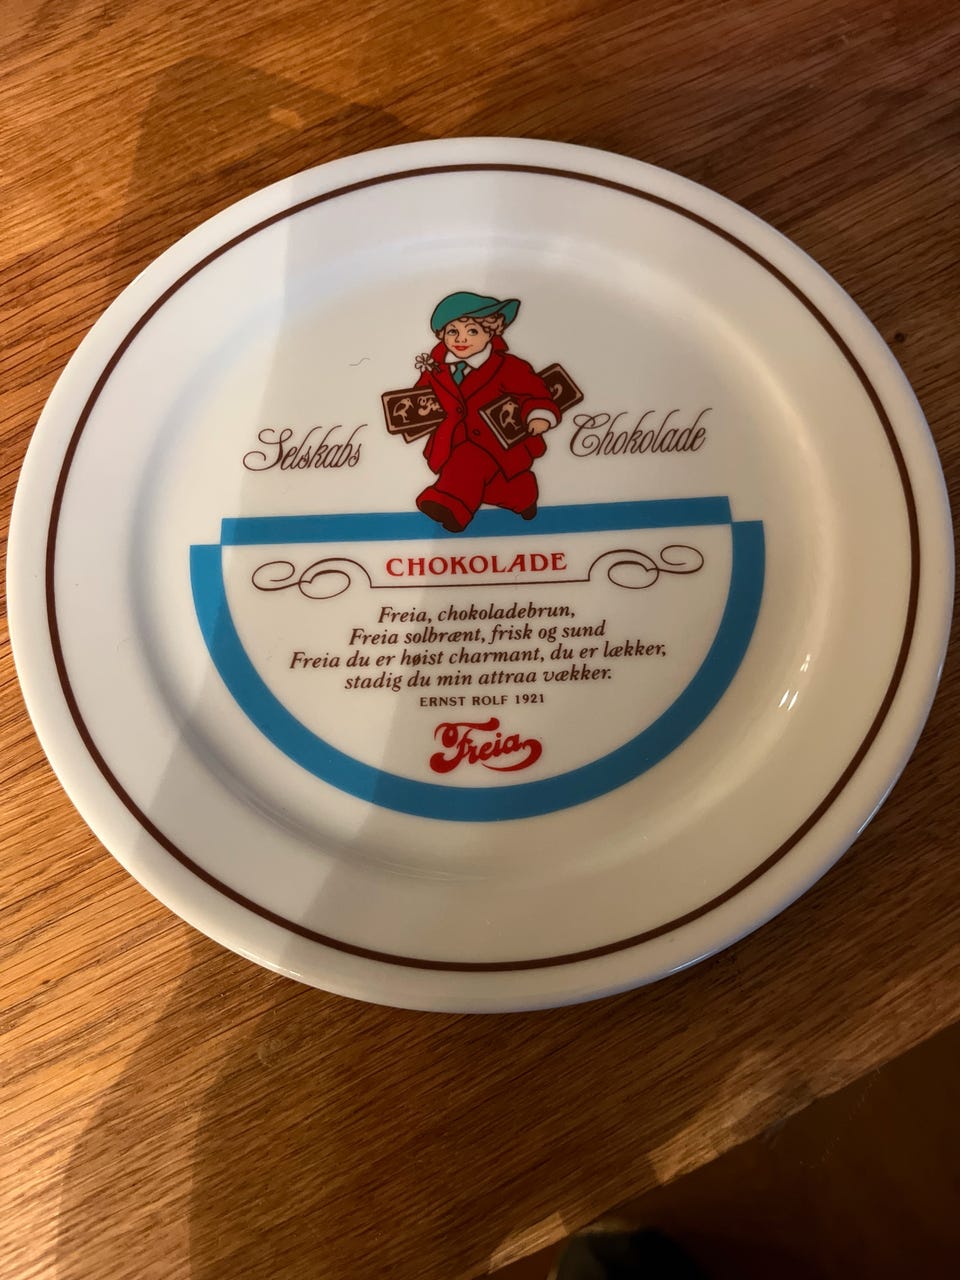 Selskabs Chokolade
Freia
CHOKOLADE
Freia, chokoladebrun,
Freia solbrænt, frisk og sund
Freia du er høist charmant, du er lækker,
stadig du min attraa vækker.
ERNST ROLF 1921
Freia